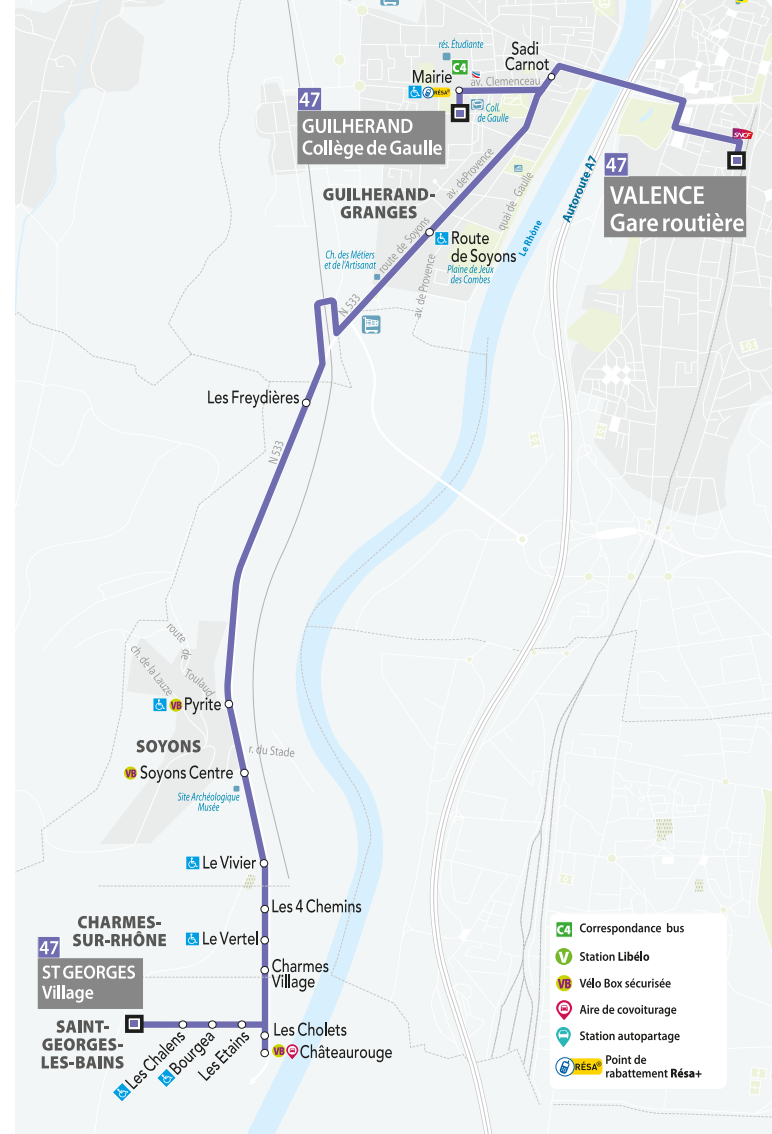 rés. Étudiante
C4
Mairie
RÉSA+
av. Clemenceau
Sadi
Carnot
47
GUILHERAND
Collège de Gaulle
Coll.
de Gaulle
SNCF
47
VALENCE
Gare routière
GUILHERAND-
GRANGES
av. de Provence
quai de Gaulle
Le Rhône
Autoroute A7
route de Soyons
Route
de Soyons
Ch. des Métiers
et de l'Artisanat
Plaine de Jeux
des Combes
av. de Provence
N 533
Les Freydières
N 533
route de Toulaud
ch. de la Lauze
VB Pyrite
SOYONS
r. du Stade
VB Soyons Centre
Site Archéologique
Musée
Le Vivier
Les 4 Chemins
CHARMES-
SUR-RHÔNE
Le Vertel
47
ST GEORGES
Village
Charmes
Village
SAINT-
GEORGES-
LES-BAINS
Les Chalens
Bourgea
Les Etains
Les Cholets
VB Châteaurouge
C4 Correspondance bus
V Station Libélo
VB Vélo Box sécurisée
Aire de covoiturage
Station autopartage
RÉSA+ Point de
rabattement Résa+